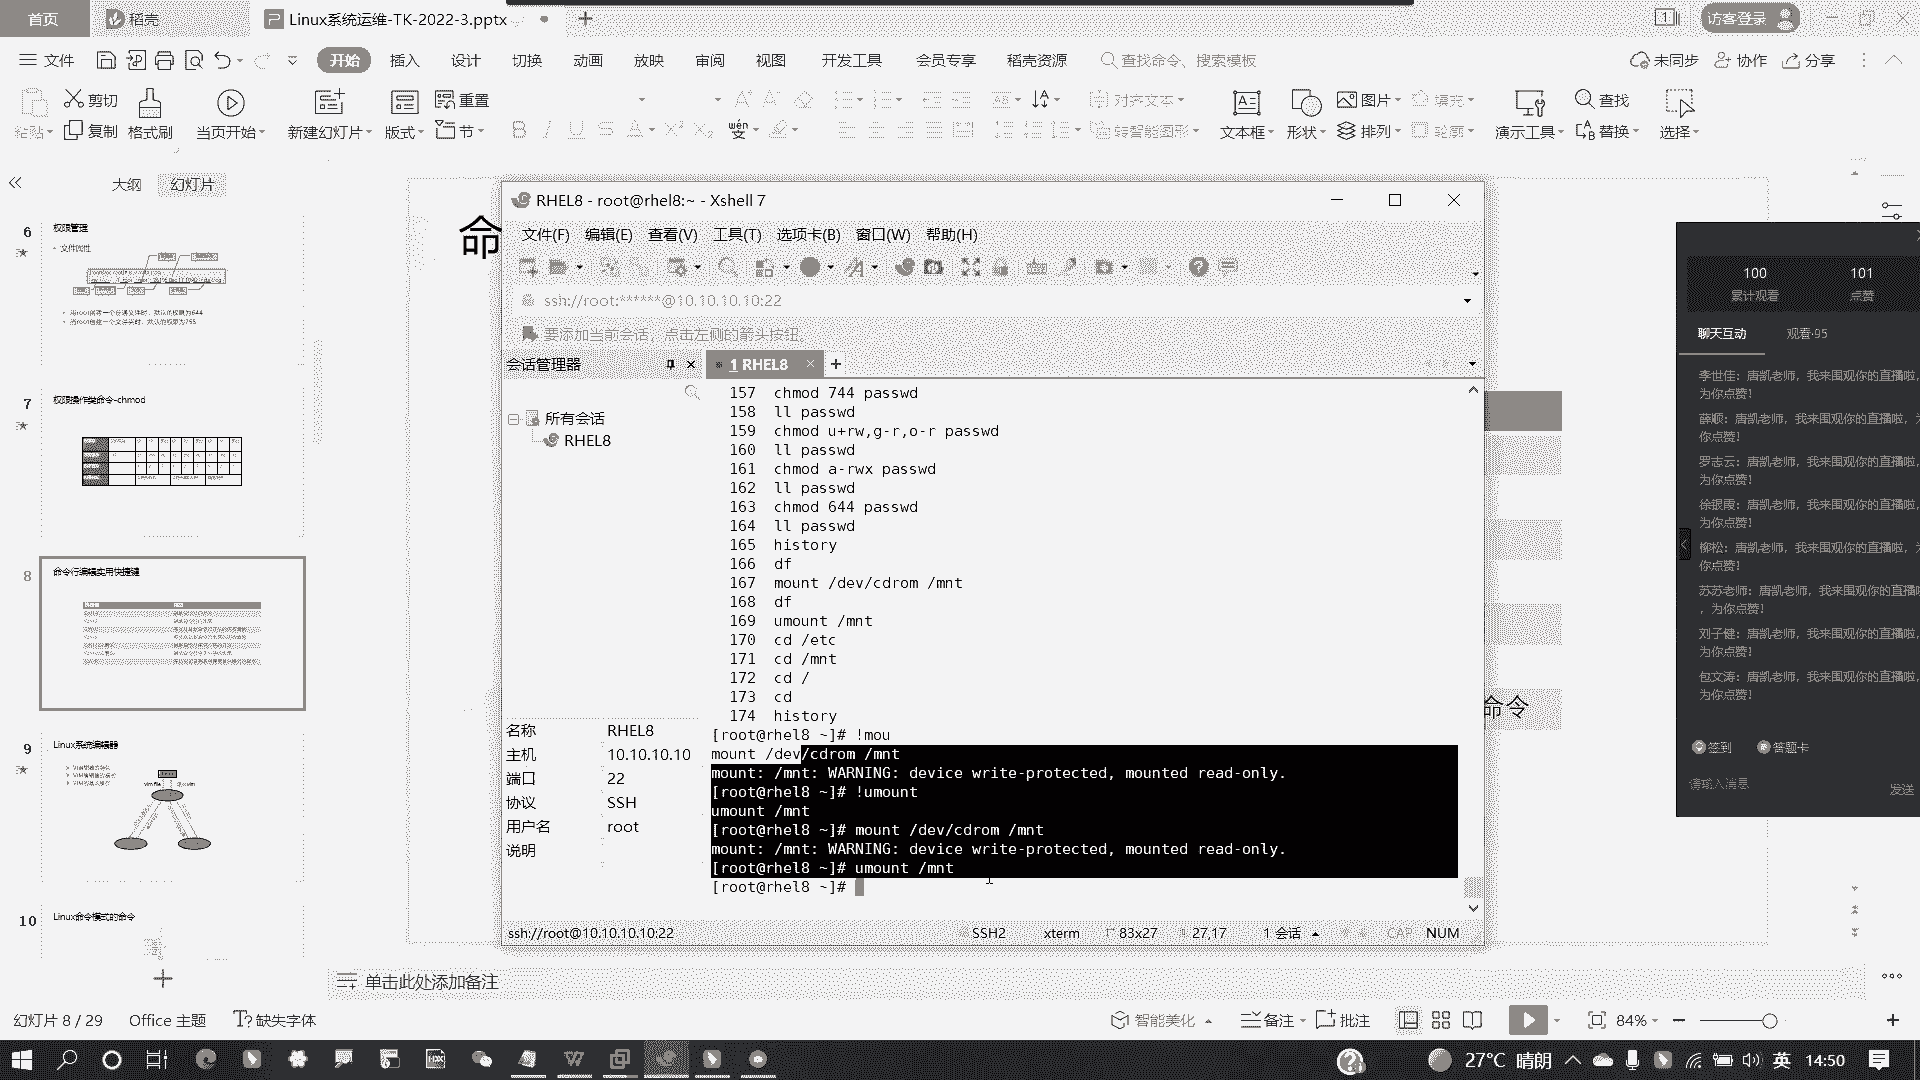 首页
稻壳
Linux系统运维-TK-2022-3.pptx
访客登录
文件
开始
插入
设计
切换
动画
放映
审阅
视图
开发工具
会员专享
稻壳资源
查找命令、搜索模板
未同步
协作
分享
粘贴
剪切
复制
格式刷
当页开始
新建幻灯片
版式
重置
节
对齐文本
转智能图形
文本框
形状
图片
排列
填充
轮廓
演示工具
查找
替换
选择
大纲
幻灯片
6
权限管理
文件属性
7
权限操作类命令-chmod
8
命令行编辑实用快捷键
9
Linux系统编辑器
10
Linux命令模式的命令
命
RHEL8 - root@rhel8:~ - Xshell 7
文件(F) 编辑(E) 查看(V) 工具(T) 选项卡(B) 窗口(W) 帮助(H)
ssh://root:******@10.10.10.10:22
要添加当前会话，点击左侧的箭头按钮。
会话管理器
1 RHEL8
所有会话
RHEL8
157 chmod 744 passwd
158 ll passwd
159 chmod u+rw,g-r,o-r passwd
160 ll passwd
161 chmod a-rwx passwd
162 ll passwd
163 chmod 644 passwd
164 ll passwd
165 history
166 df
167 mount /dev/cdrom /mnt
168 df
169 umount /mnt
170 cd /etc
171 cd /mnt
172 cd /
173 cd
174 history
[root@rhel8 ~]# !mou
mount /dev/cdrom /mnt
mount: /mnt: WARNING: device write-protected, mounted read-only.
[root@rhel8 ~]# !umount
umount /mnt
[root@rhel8 ~]# mount /dev/cdrom /mnt
mount: /mnt: WARNING: device write-protected, mounted read-only.
[root@rhel8 ~]# umount /mnt
[root@rhel8 ~]#
名称 RHEL8
主机 10.10.10.10
端口 22
协议 SSH
用户名 root
说明
ssh://root@10.10.10.10:22
SSH2
xterm
83x27
27,17
1 会话
CAP NUM
命令
100
累计观看
101
点赞
聊天互动
观看·95
李世佳：唐凯老师，我来围观你的直播啦，
为你点赞！
薛顺：唐凯老师，我来围观你的直播啦，为
你点赞！
罗志云：唐凯老师，我来围观你的直播啦，
为你点赞！
徐银霞：唐凯老师，我来围观你的直播啦，
为你点赞！
柳松：唐凯老师，我来围观你的直播啦，为
你点赞！
苏苏老师：唐凯老师，我来围观你的直播啦
，为你点赞！
刘子健：唐凯老师，我来围观你的直播啦，
为你点赞！
包文涛：唐凯老师，我来围观你的直播啦，
为你点赞！
签到
答题卡
请输入消息
发送
单击此处添加备注
幻灯片 8 / 29
Office 主题
缺失字体
智能美化
备注
批注
84%
27°C 晴朗
英
14:50